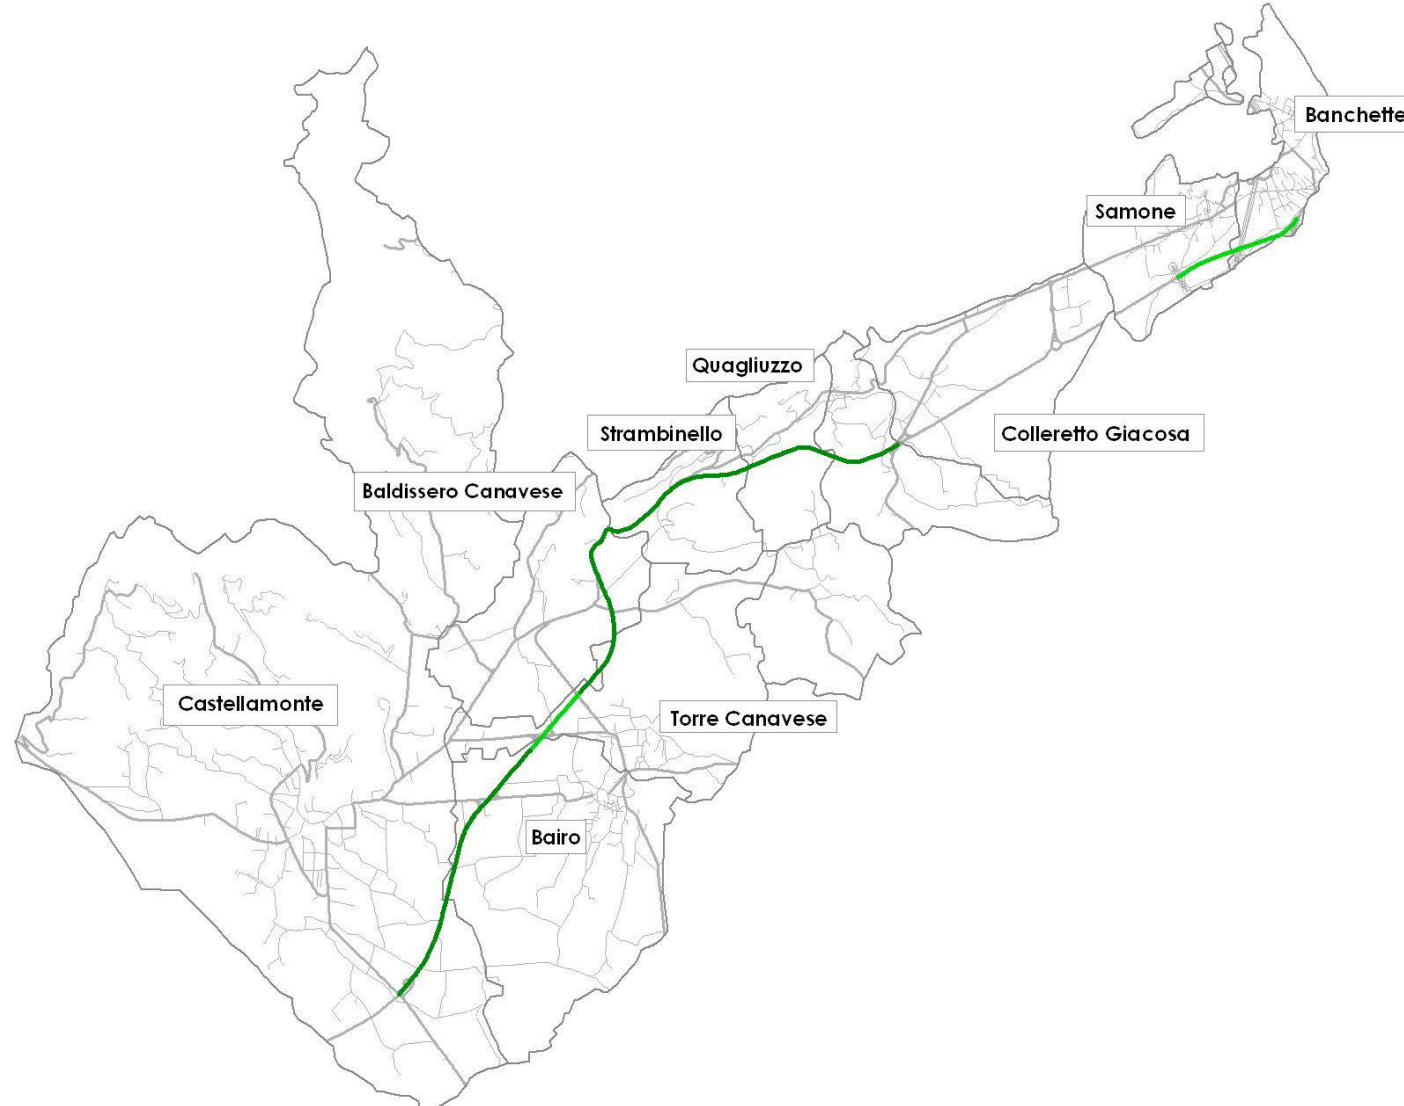 Banchette
Samone
Quagliuzzo
Strambinello
Colleretto Giacosa
Baldissero Canavese
Castellamonte
Torre Canavese
Bairo